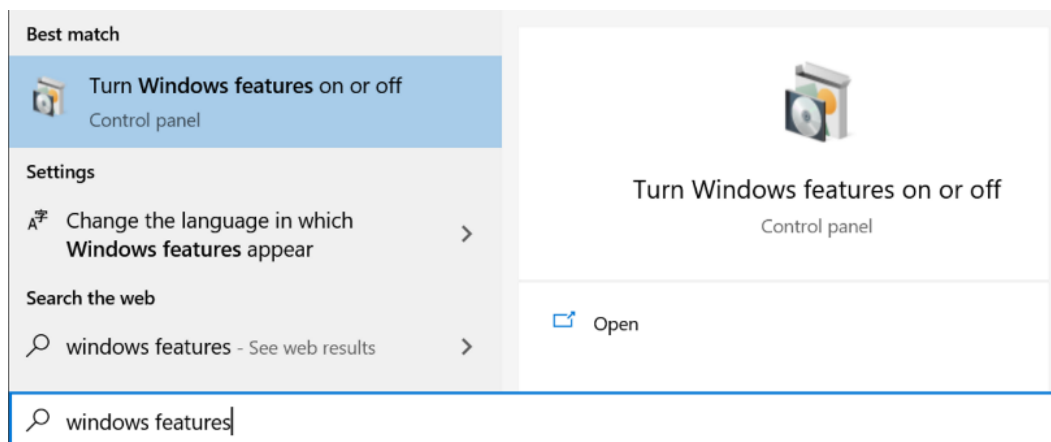 Best match
Turn Windows features on or off
Control panel
Settings
A字 Change the language in which
Windows features appear
Search the web
windows features - See web results
windows features
Turn Windows features on or off
Control panel
Open